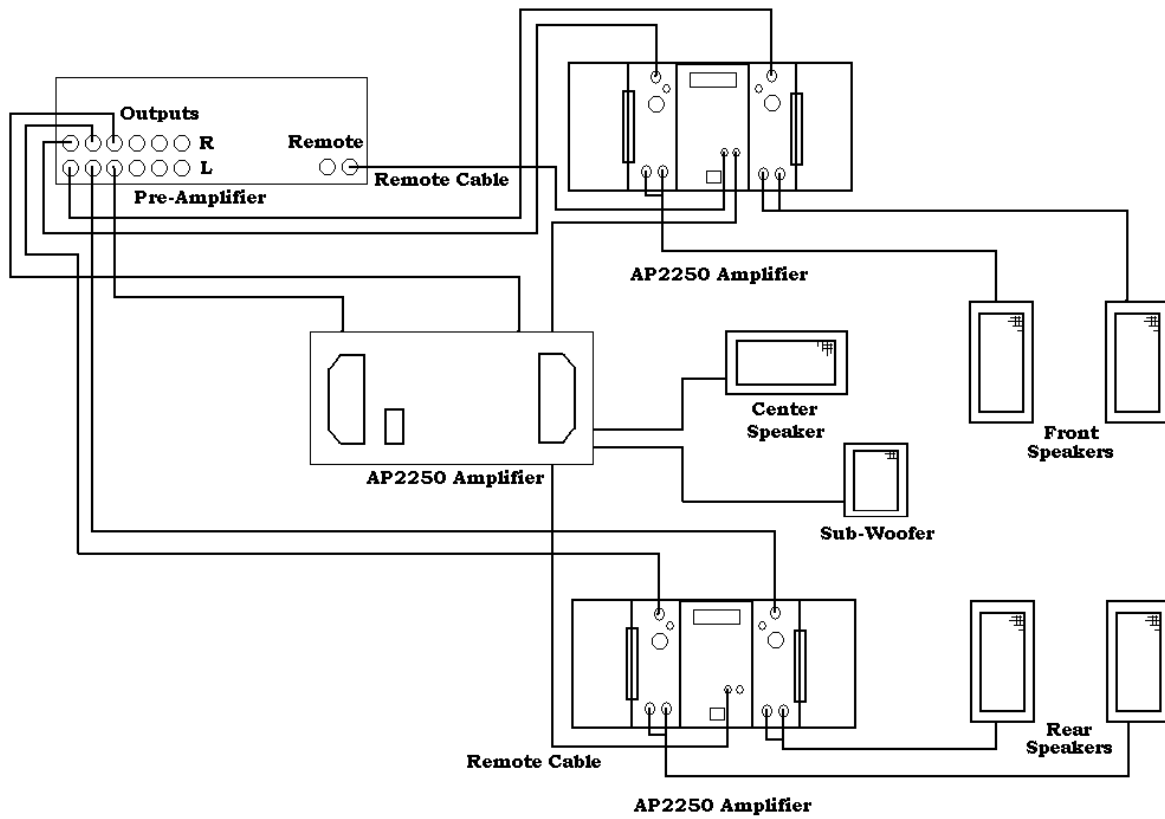 Outputs
R
Remote
L
Remote Cable
Pre-Amplifier
AP2250 Amplifier
Center
Speaker
Front
Speakers
AP2250 Amplifier
Sub-Woofer
Rear
Speakers
Remote Cable
AP2250 Amplifier